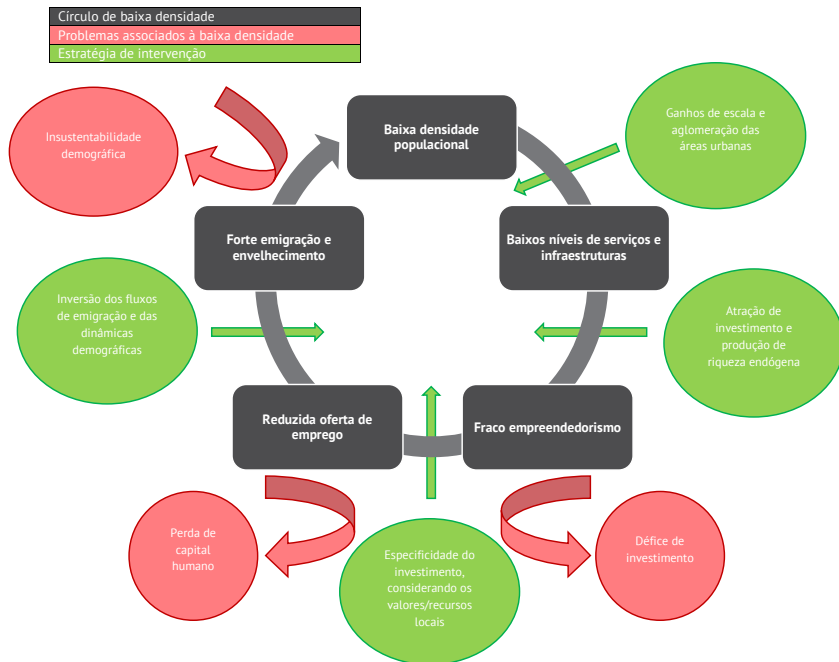 Círculo de baixa densidade
Problemas associados à baixa densidade
Estratégia de intervenção
Baixa densidade
populacional
Ganhos de escala e
aglomeração das
áreas urbanas
Insustentabilidade
demográfica
Forte emigração e
envelhecimento
Baixos níveis de serviços e
infraestruturas
Inversão dos fluxos
de emigração e das
dinâmicas
demográficas
Atração de
investimento e
produção de
riqueza endógena
Reduzida oferta de
emprego
Fraco empreendedorismo
Perda de
capital
humano
Especificidade do
investimento,
considerando os
valores/recursos
locais
Défice de
investimento